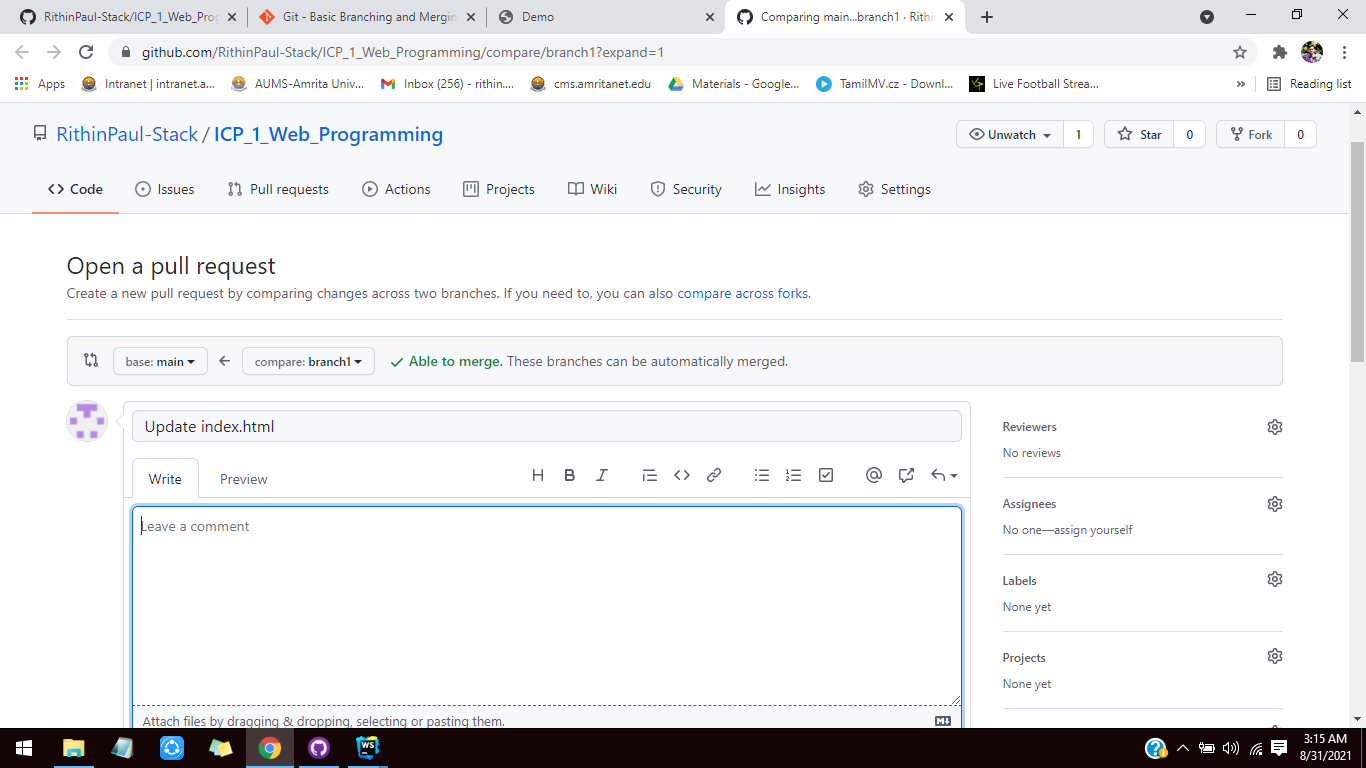 RithinPaul-Stack/ICP_1_Web_Prog
Git - Basic Branching and Merging
Demo
Comparing main...branch1 · Rithi
github.com/RithinPaul-Stack/ICP_1_Web_Programming/compare/branch1?expand=1
Apps
Intranet | intranet.a...
AUMS-Amrita Univ...
Inbox (256) - rithin....
cms.amritanet.edu
Materials - Google...
TamilMV.cz - Downl...
Live Football Strea...
»
Reading list
RithinPaul-Stack / ICP_1_Web_Programming
Unwatch 1
Star 0
Fork 0
Code
Issues
Pull requests
Actions
Projects
Wiki
Security
Insights
Settings
Open a pull request
Create a new pull request by comparing changes across two branches. If you need to, you can also compare across forks.
base: main
compare: branch1
Able to merge. These branches can be automatically merged.
Update index.html
Write
Preview
Leave a comment
Attach files by dragging & dropping, selecting or pasting them.
Reviewers
No reviews
Assignees
No one—assign yourself
Labels
None yet
Projects
None yet
WS
3:15 AM
8/31/2021